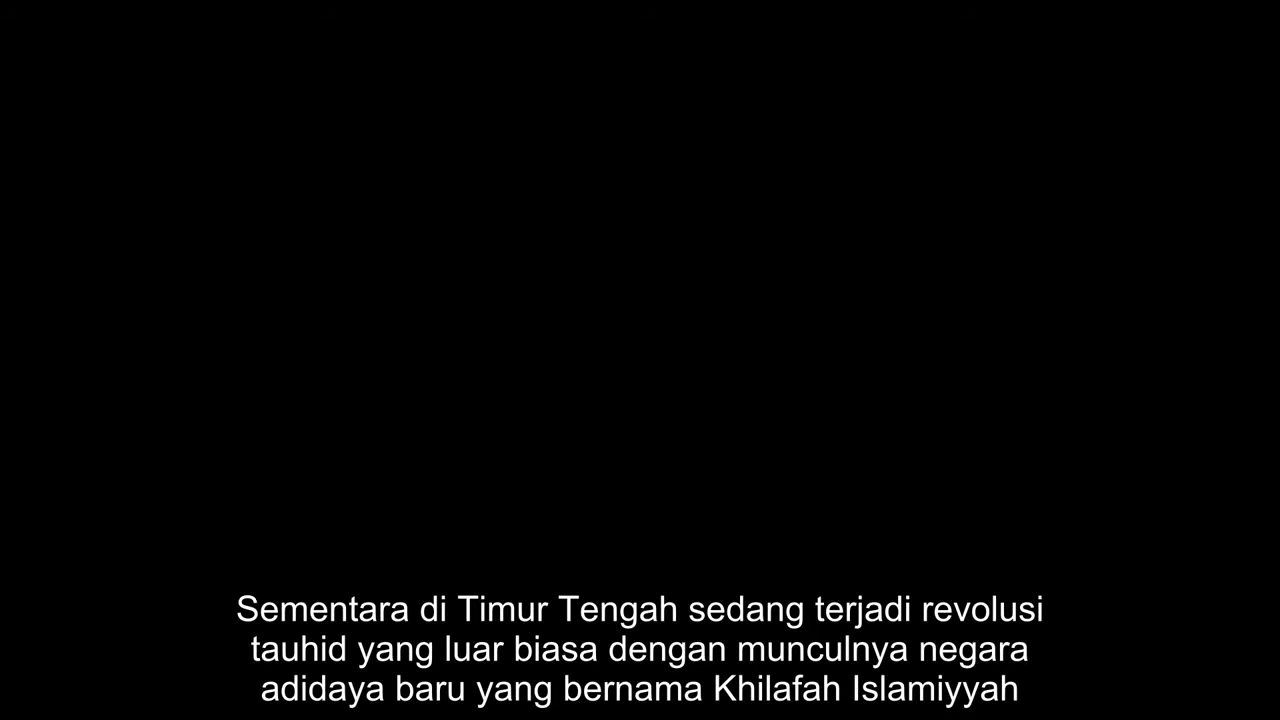 Sementara di Timur Tengah sedang terjadi revolusi
tauhid yang luar biasa dengan munculnya negara
adidaya baru yang bernama Khilafah Islamiyyah